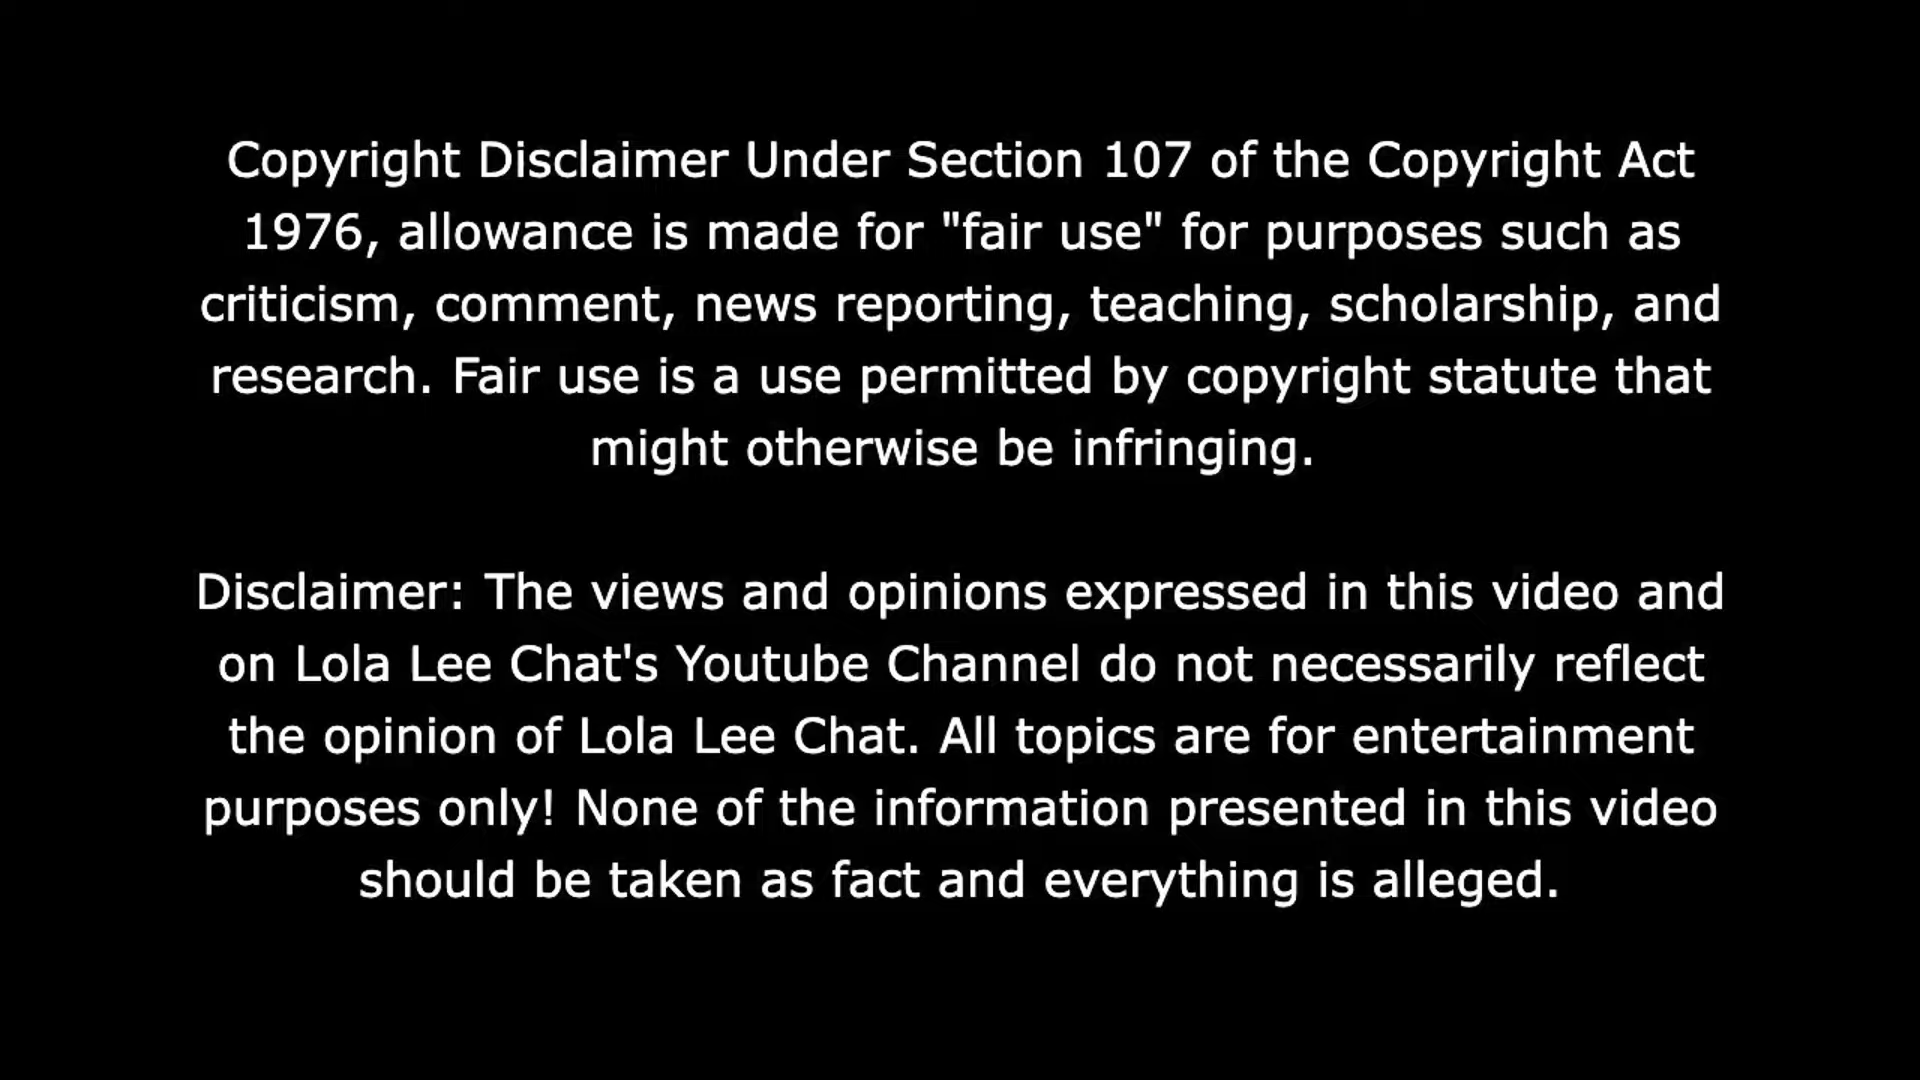 Copyright Disclaimer Under Section 107 of the Copyright Act
1976, allowance is made for "fair use" for purposes such as
criticism, comment, news reporting, teaching, scholarship, and
research. Fair use is a use permitted by copyright statute that
might otherwise be infringing.
Disclaimer: The views and opinions expressed in this video and
on Lola Lee Chat's Youtube Channel do not necessarily reflect
the opinion of Lola Lee Chat. All topics are for entertainment
purposes only! None of the information presented in this video
should be taken as fact and everything is alleged.